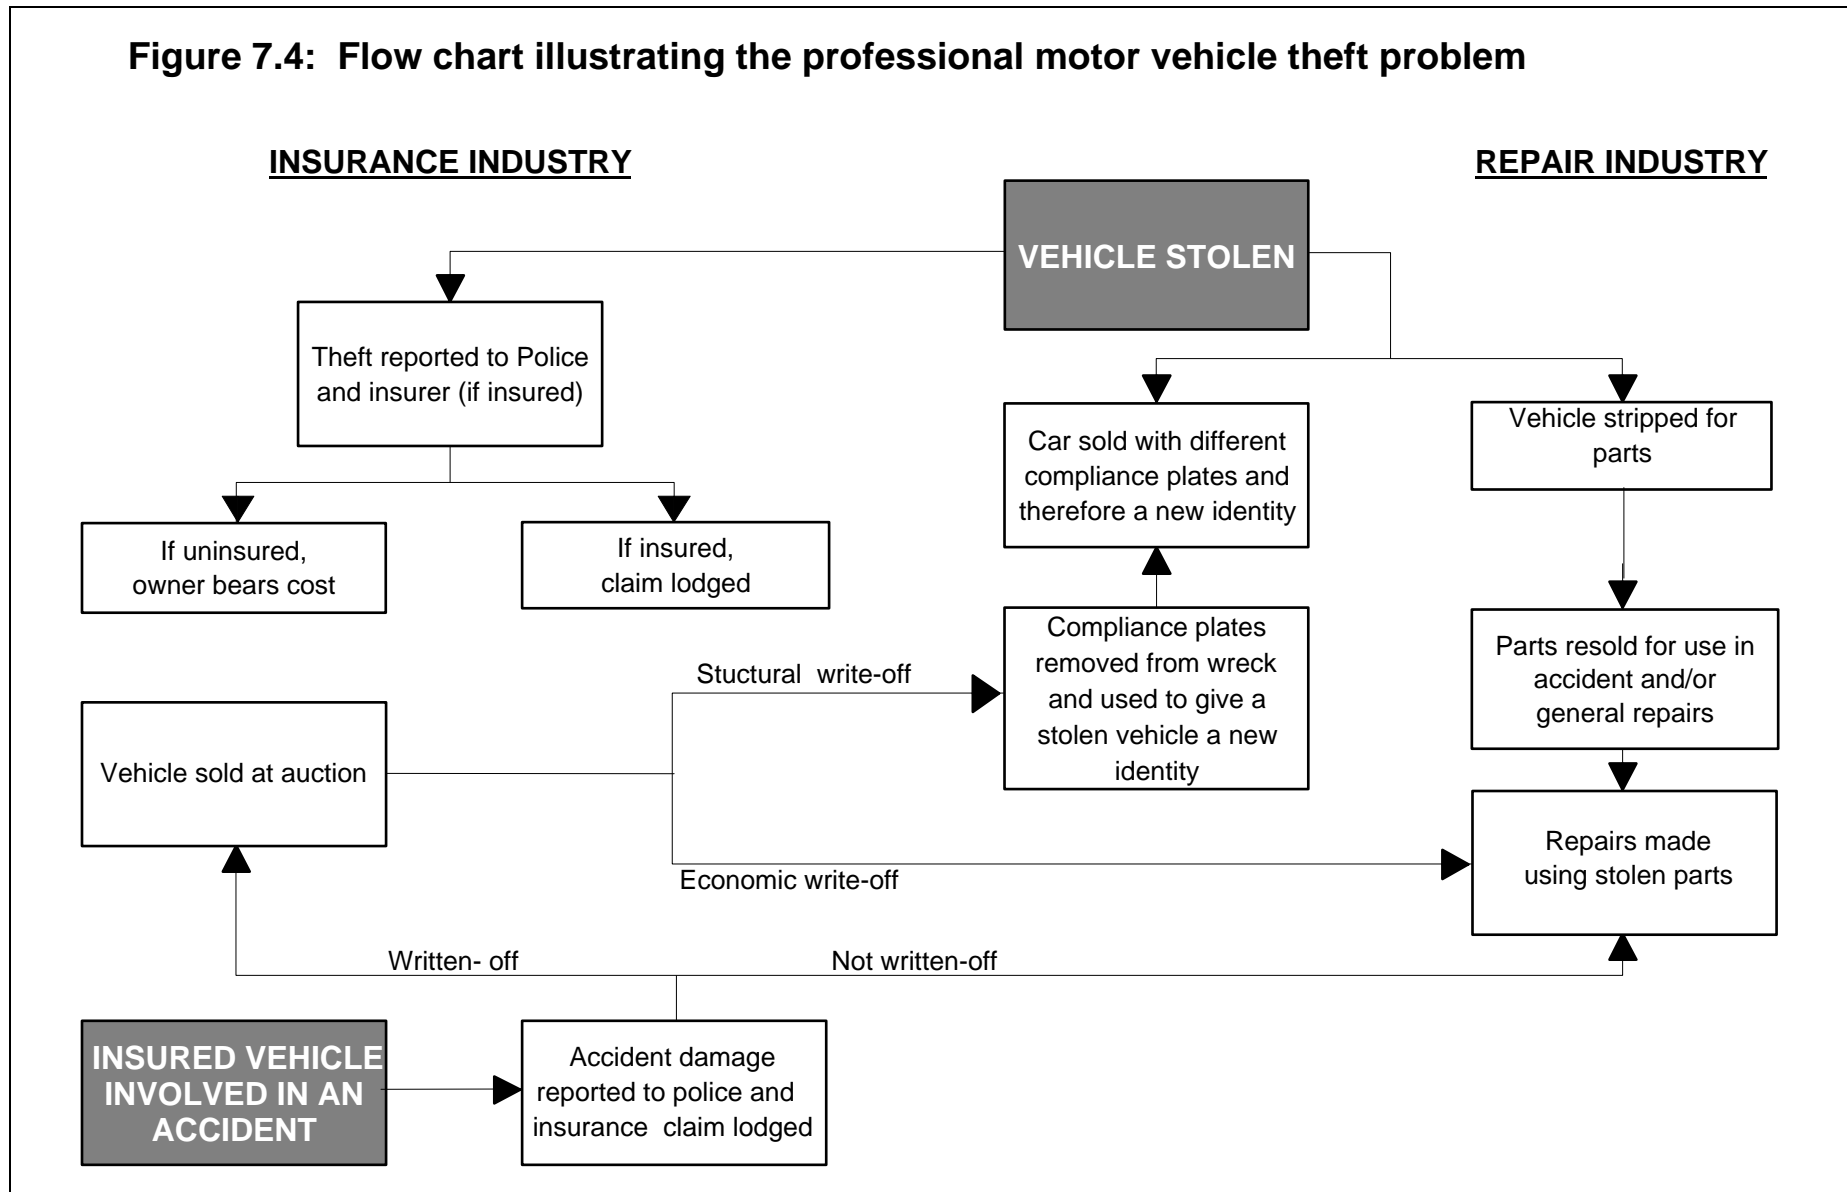 Figure 7.4: Flow chart illustrating the professional motor vehicle theft problem
INSURANCE INDUSTRY
REPAIR INDUSTRY
VEHICLE STOLEN
Theft reported to Police
and insurer (if insured)
If uninsured,
owner bears cost
If insured,
claim lodged
Car sold with different
compliance plates and
therefore a new identity
Vehicle stripped for
parts
Compliance plates
removed from wreck
and used to give a
stolen vehicle a new
identity
Parts resold for use in
accident and/or
general repairs
Stuctural write-off
Vehicle sold at auction
Economic write-off
Repairs made
using stolen parts
Written- off
Not written-off
INSURED VEHICLE
INVOLVED IN AN
ACCIDENT
Accident damage
reported to police and
insurance claim lodged